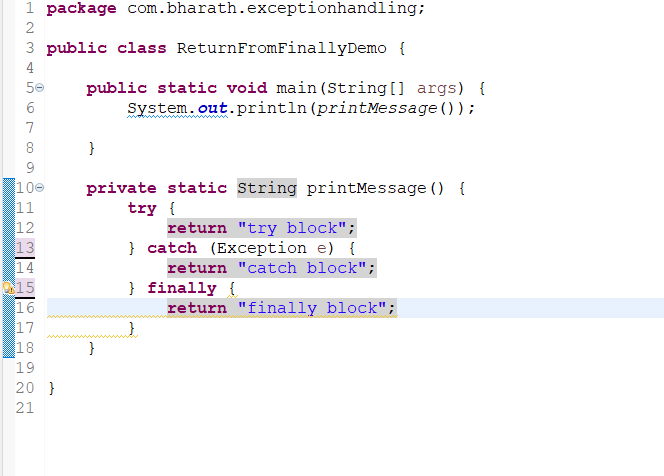 1 package com.bharath.exceptionhandling;
2
3 public class ReturnFromFinallyDemo {
4
5 public static void main(String[] args) {
6 System.out.println(printMessage());
7
8 }
9
10 private static String printMessage() {
11 try {
12 return "try block";
13 } catch (Exception e) {
14 return "catch block";
15 } finally {
16 return "finally block";
17 }
18 }
19
20 }
21